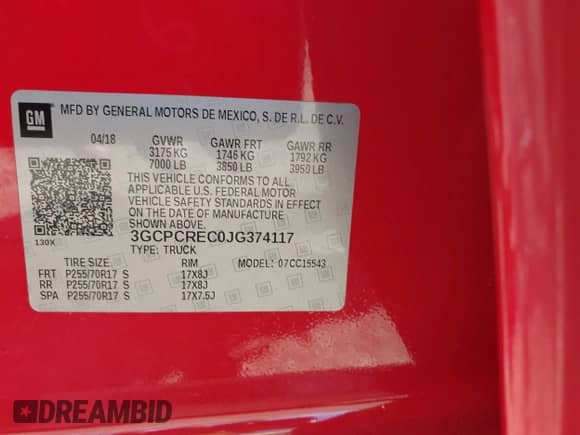 GM
MFD BY GENERAL MOTORS DE MEXICO, S. DE R.L. DE C.V.
04/18 GVWR GAWR FRT GAWR RR
3175 KG 1746 KG 1792 KG
7000 LB 3850 LB 3950 LB
THIS VEHICLE CONFORMS TO ALL
APPLICABLE U.S. FEDERAL MOTOR
VEHICLE SAFETY STANDARDS IN EFFECT
ON THE DATE OF MANUFACTURE
SHOWN ABOVE.
130X 3GCPCREC0JG374117
TYPE: TRUCK
TIRE SIZE RIM MODEL: 07CC15543
FRT P255/70R17 S 17X8J
RR P255/70R17 S 17X8J
SPA P255/70R17 S 17X7.5J
DREAMBID